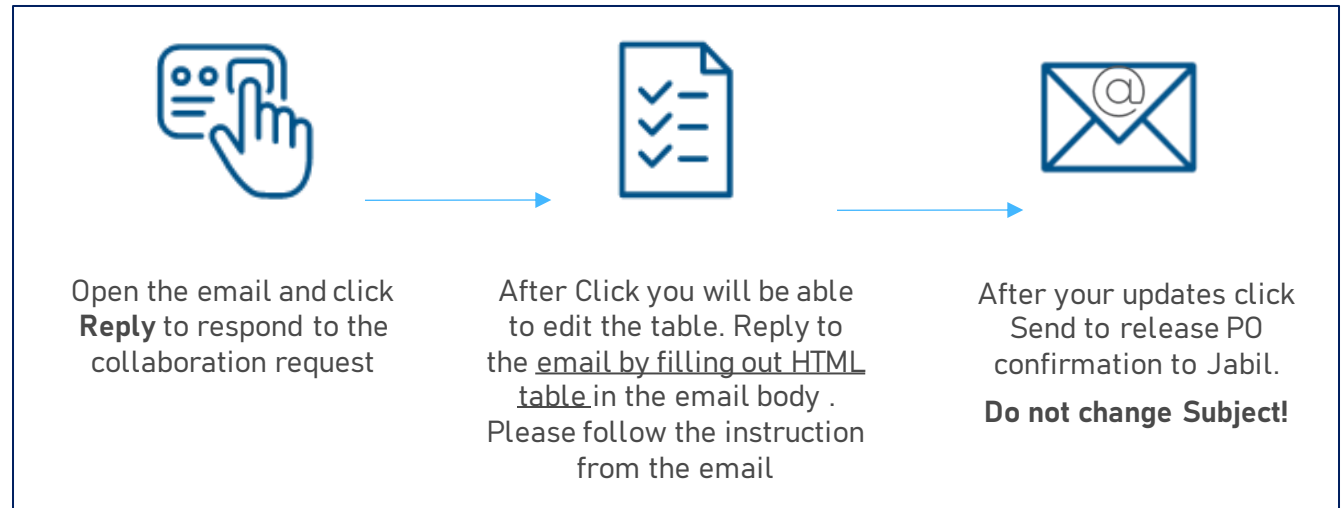 @
Open the email and click
Reply to respond to the
collaboration request
After Click you will be able
to edit the table. Reply to
the email by filling out HTML
table in the email body .
Please follow the instruction
from the email
After your updates click
Send to release PO
confirmation to Jabil.
Do not change Subject!